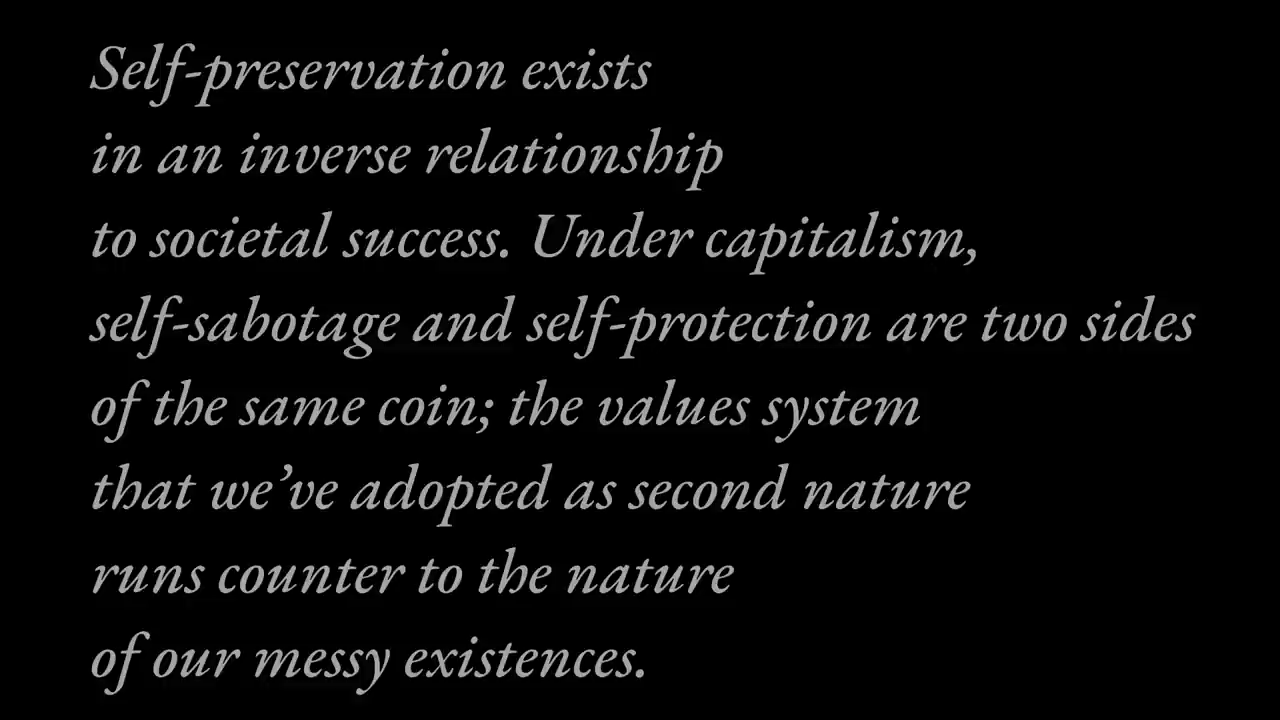 Self-preservation exists
in an inverse relationship
to societal success. Under capitalism,
self-sabotage and self-protection are two sides
of the same coin; the values system
that we’ve adopted as second nature
runs counter to the nature
of our messy existences.